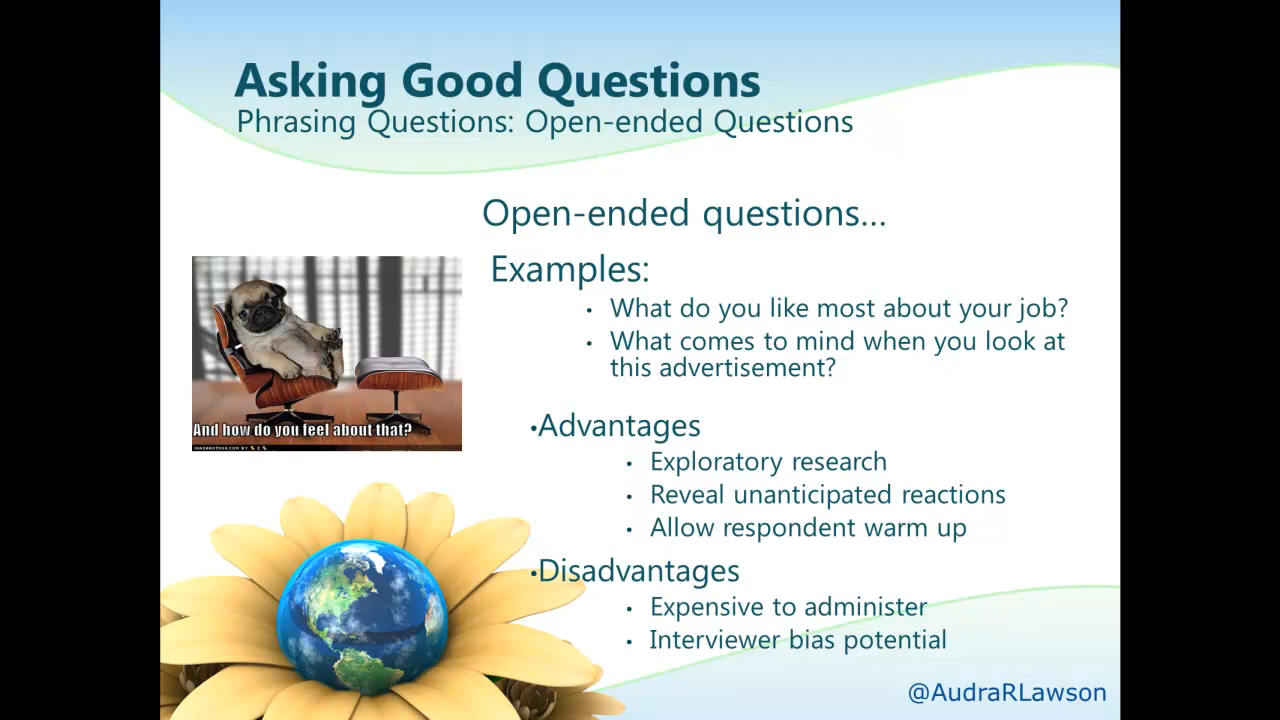 Asking Good Questions
Phrasing Questions: Open-ended Questions
Open-ended questions...
Examples:
• What do you like most about your job?
• What comes to mind when you look at
this advertisement?
And how do you feel about that?
•Advantages
• Exploratory research
• Reveal unanticipated reactions
• Allow respondent warm up
•Disadvantages
• Expensive to administer
• Interviewer bias potential
@AudraRLawson